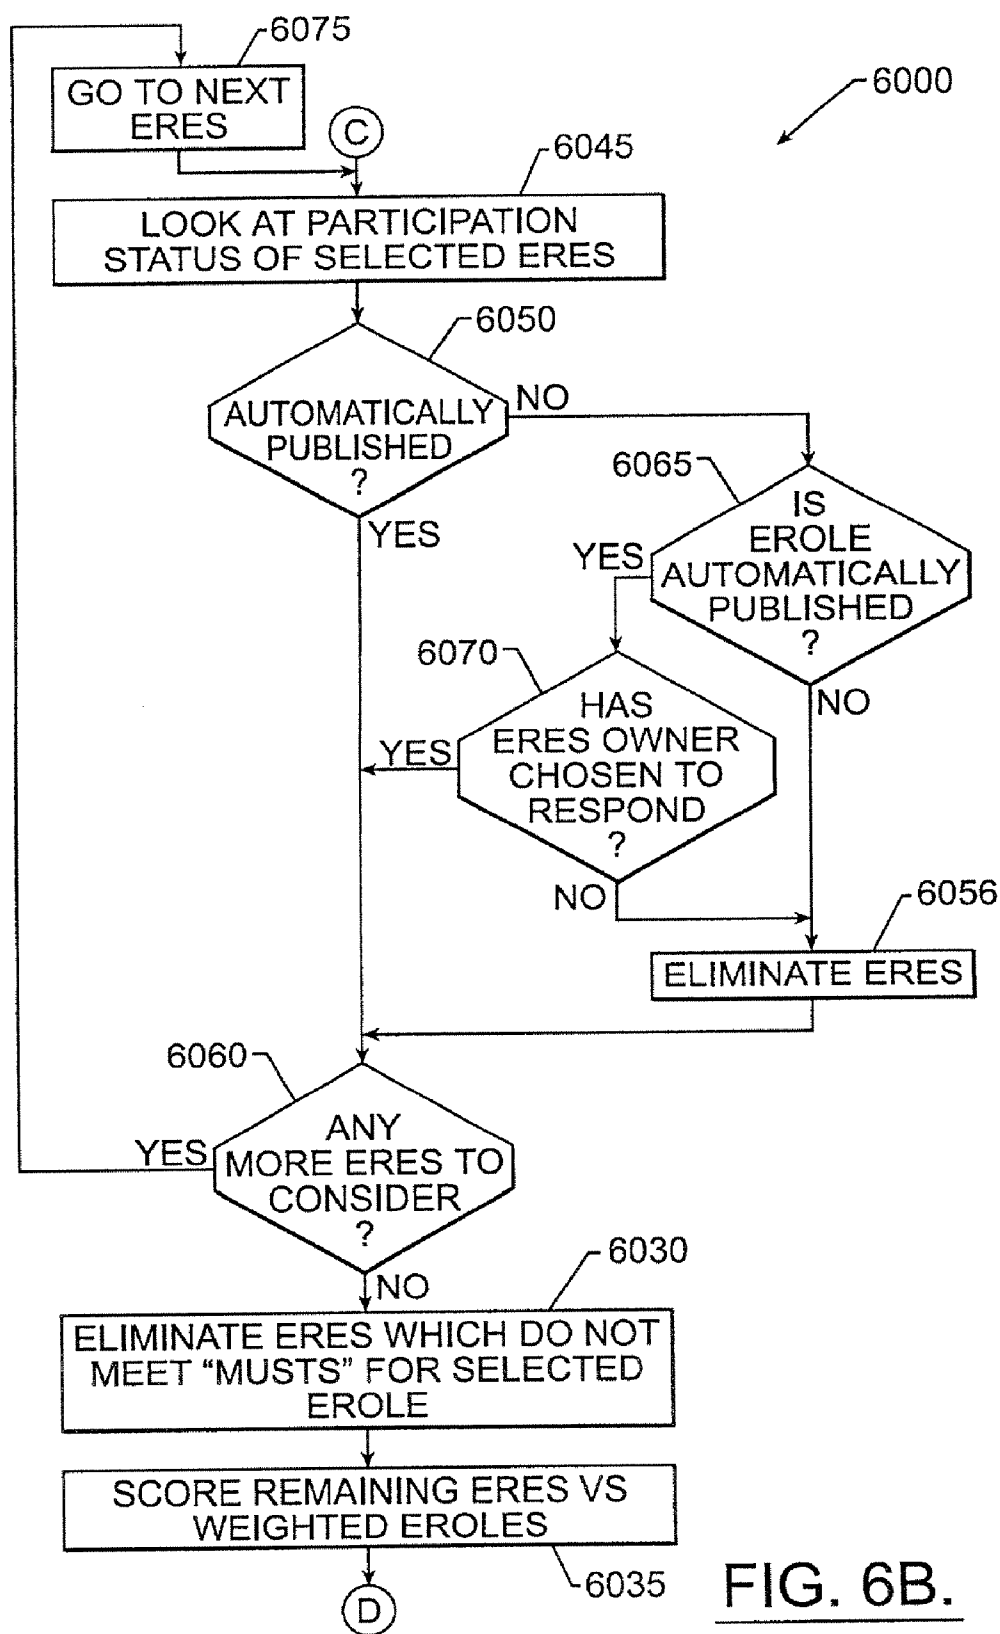 6075
GO TO NEXT
ERES
6000
C
6045
LOOK AT PARTICIPATION
STATUS OF SELECTED ERES
6050
AUTOMATICALLY
PUBLISHED
?
NO
YES
6065
IS
EROLE
AUTOMATICALLY
PUBLISHED
?
YES
NO
6070
HAS
ERES OWNER
CHOSEN TO
RESPOND
?
YES
NO
6056
ELIMINATE ERES
6060
ANY
MORE ERES TO
CONSIDER
?
YES
NO
6030
ELIMINATE ERES WHICH DO NOT
MEET “MUSTS” FOR SELECTED
EROLE
SCORE REMAINING ERES VS
WEIGHTED EROLES
6035
D
FIG. 6B.